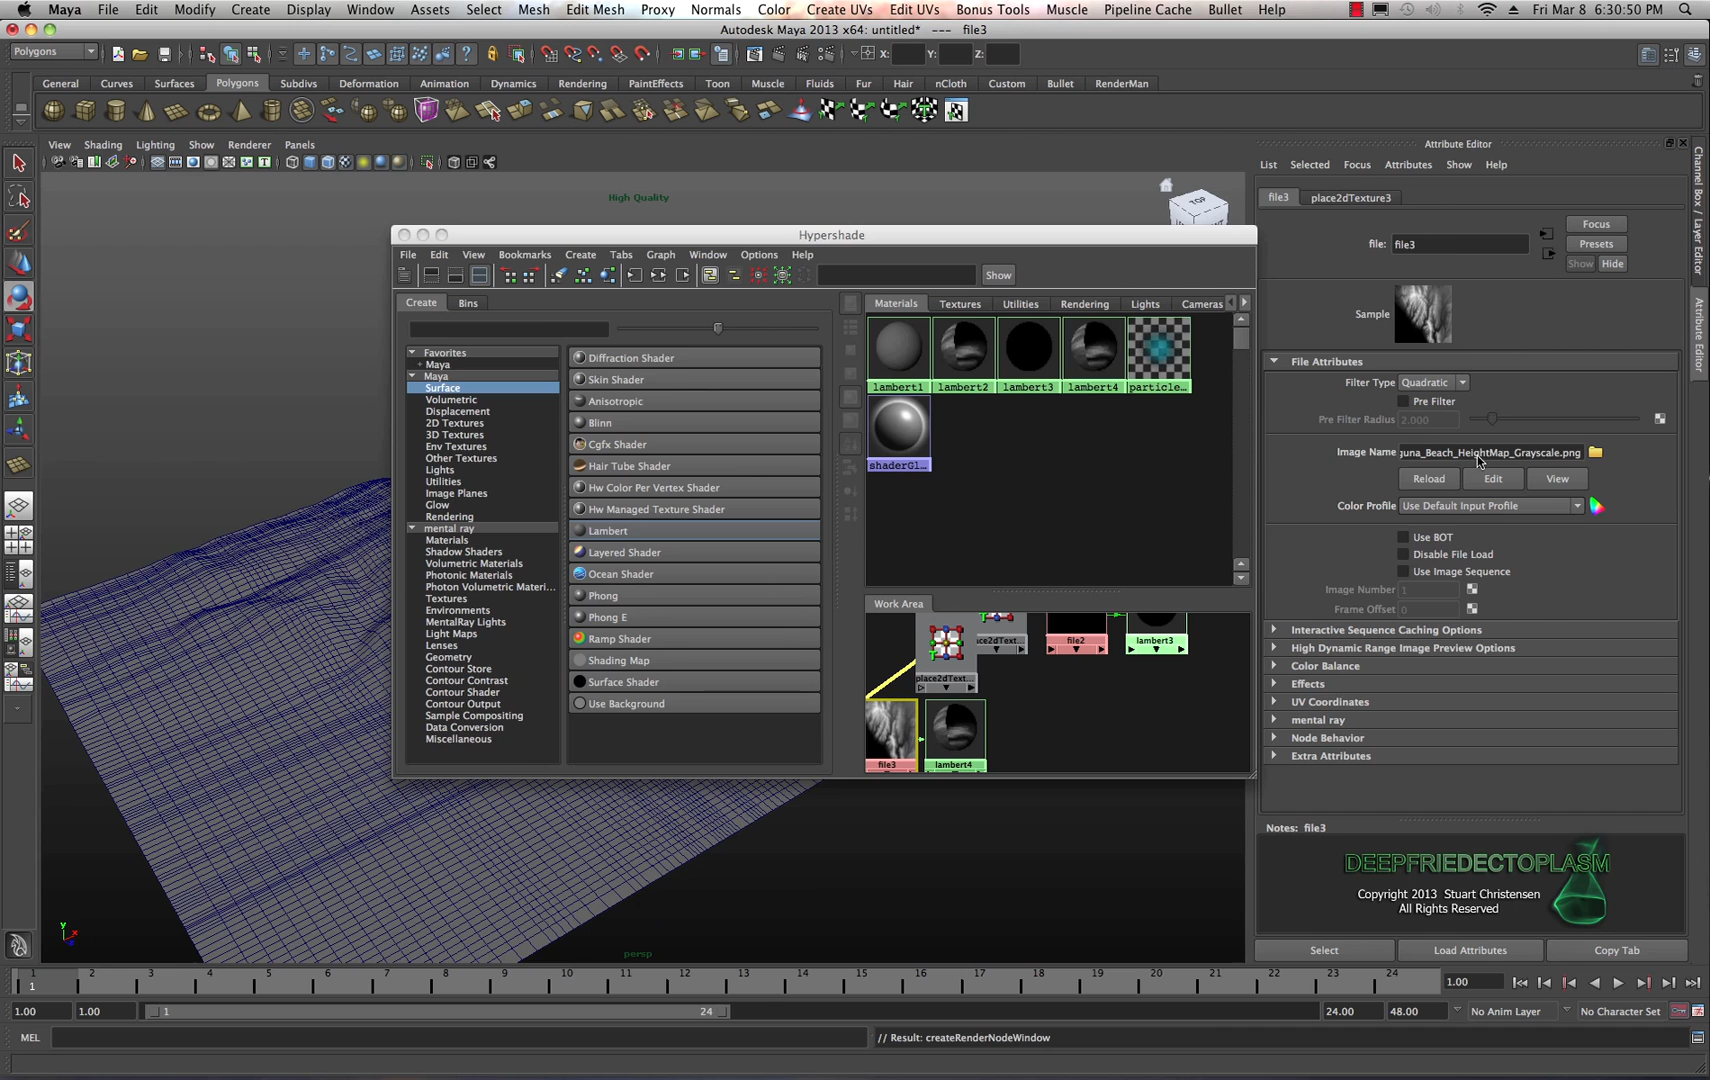 Maya File Edit Modify Create Display Window Assets Select Mesh Edit Mesh Proxy Normals Color Create UVs Edit UVs Bonus Tools Muscle Pipeline Cache Bullet Help Fri Mar 8 6:30:50 PM
Autodesk Maya 2013 x64: untitled* --- file3
Polygons X: Y: Z:
General Curves Surfaces Polygons Subdivs Deformation Animation Dynamics Rendering PaintEffects Toon Muscle Fluids Fur Hair nCloth Custom Bullet RenderMan
View Shading Lighting Show Renderer Panels
High Quality
TOP
persp
Hypershade
File Edit View Bookmarks Create Tabs Graph Window Options Help
Show
Create Bins
Favorites
+ Maya
Maya
Surface
Volumetric
Displacement
2D Textures
3D Textures
Env Textures
Other Textures
Lights
Utilities
Image Planes
Glow
Rendering
mental ray
Materials
Shadow Shaders
Volumetric Materials
Photonic Materials
Photon Volumetric Materi...
Textures
Environments
MentalRay Lights
Light Maps
Lenses
Geometry
Contour Store
Contour Contrast
Contour Shader
Contour Output
Sample Compositing
Data Conversion
Miscellaneous
Diffraction Shader
Skin Shader
Anisotropic
Blinn
Cgfx Shader
Hair Tube Shader
Hw Color Per Vertex Shader
Hw Managed Texture Shader
Lambert
Layered Shader
Ocean Shader
Phong
Phong E
Ramp Shader
Shading Map
Surface Shader
Use Background
Materials Textures Utilities Rendering Lights Cameras
lambert1 lambert2 lambert3 lambert4 particle...
shaderGl...
Work Area
ce2dText... file2 lambert3
place2dText...
file3 lambert4
Attribute Editor
List Selected Focus Attributes Show Help
file3 place2dTexture3
Focus
file: file3 Presets
Show Hide
Sample
File Attributes
Filter Type Quadratic
Pre Filter
Pre Filter Radius 2.000
Image Name guna_Beach_HeightMap_Grayscale.png
Reload Edit View
Color Profile Use Default Input Profile
Use BOT
Disable File Load
Use Image Sequence
Image Number 1
Frame Offset 0
Interactive Sequence Caching Options
High Dynamic Range Image Preview Options
Color Balance
Effects
UV Coordinates
mental ray
Node Behavior
Extra Attributes
Notes: file3
DEEPFRIEDECTOPLASM
Copyright 2013 Stuart Christensen
All Rights Reserved
Select Load Attributes Copy Tab
Channel Box / Layer Editor
Attribute Editor
y x z
1 2 3 4 5 6 7 8 9 10 11 12 13 14 15 16 17 18 19 20 21 22 23 24
1 1.00
1.00 1.00 1 24 24.00 48.00 No Anim Layer No Character Set
MEL // Result: createRenderNodeWindow